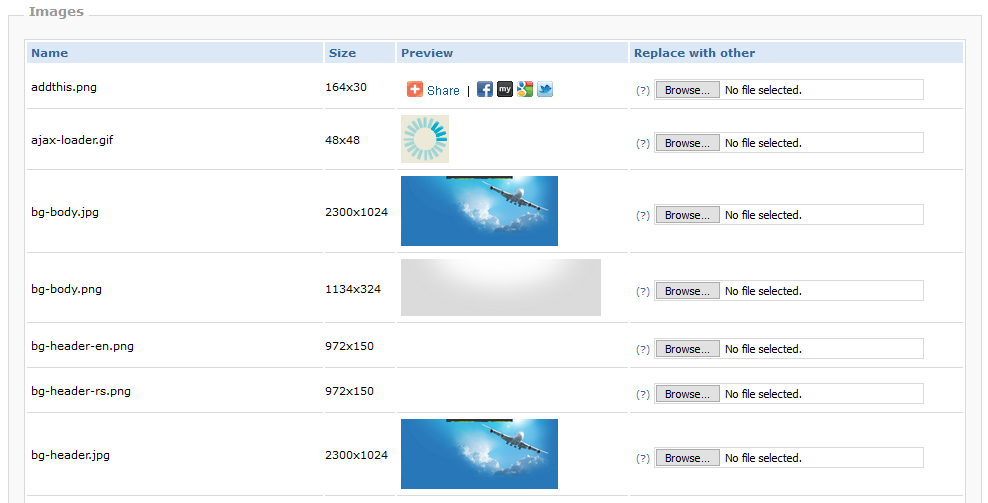 Images
Name Size Preview Replace with other
addthis.png 164x30 Share | my (?) Browse... No file selected.
ajax-loader.gif 48x48 (?) Browse... No file selected.
bg-body.jpg 2300x1024 (?) Browse... No file selected.
bg-body.png 1134x324 (?) Browse... No file selected.
bg-header-en.png 972x150 (?) Browse... No file selected.
bg-header-rs.png 972x150 (?) Browse... No file selected.
bg-header.jpg 2300x1024 (?) Browse... No file selected.